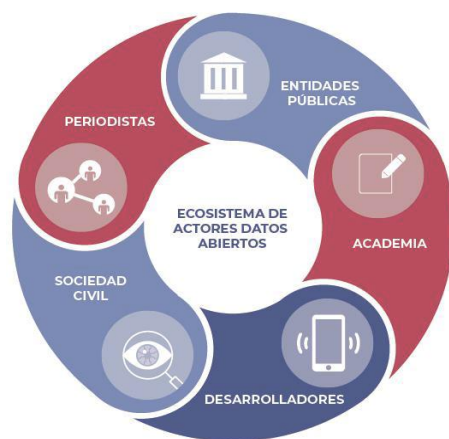 ENTIDADES
PÚBLICAS
PERIODISTAS
ECOSISTEMA DE
ACTORES DATOS
ABIERTOS
ACADEMIA
SOCIEDAD
CIVIL
DESARROLLADORES